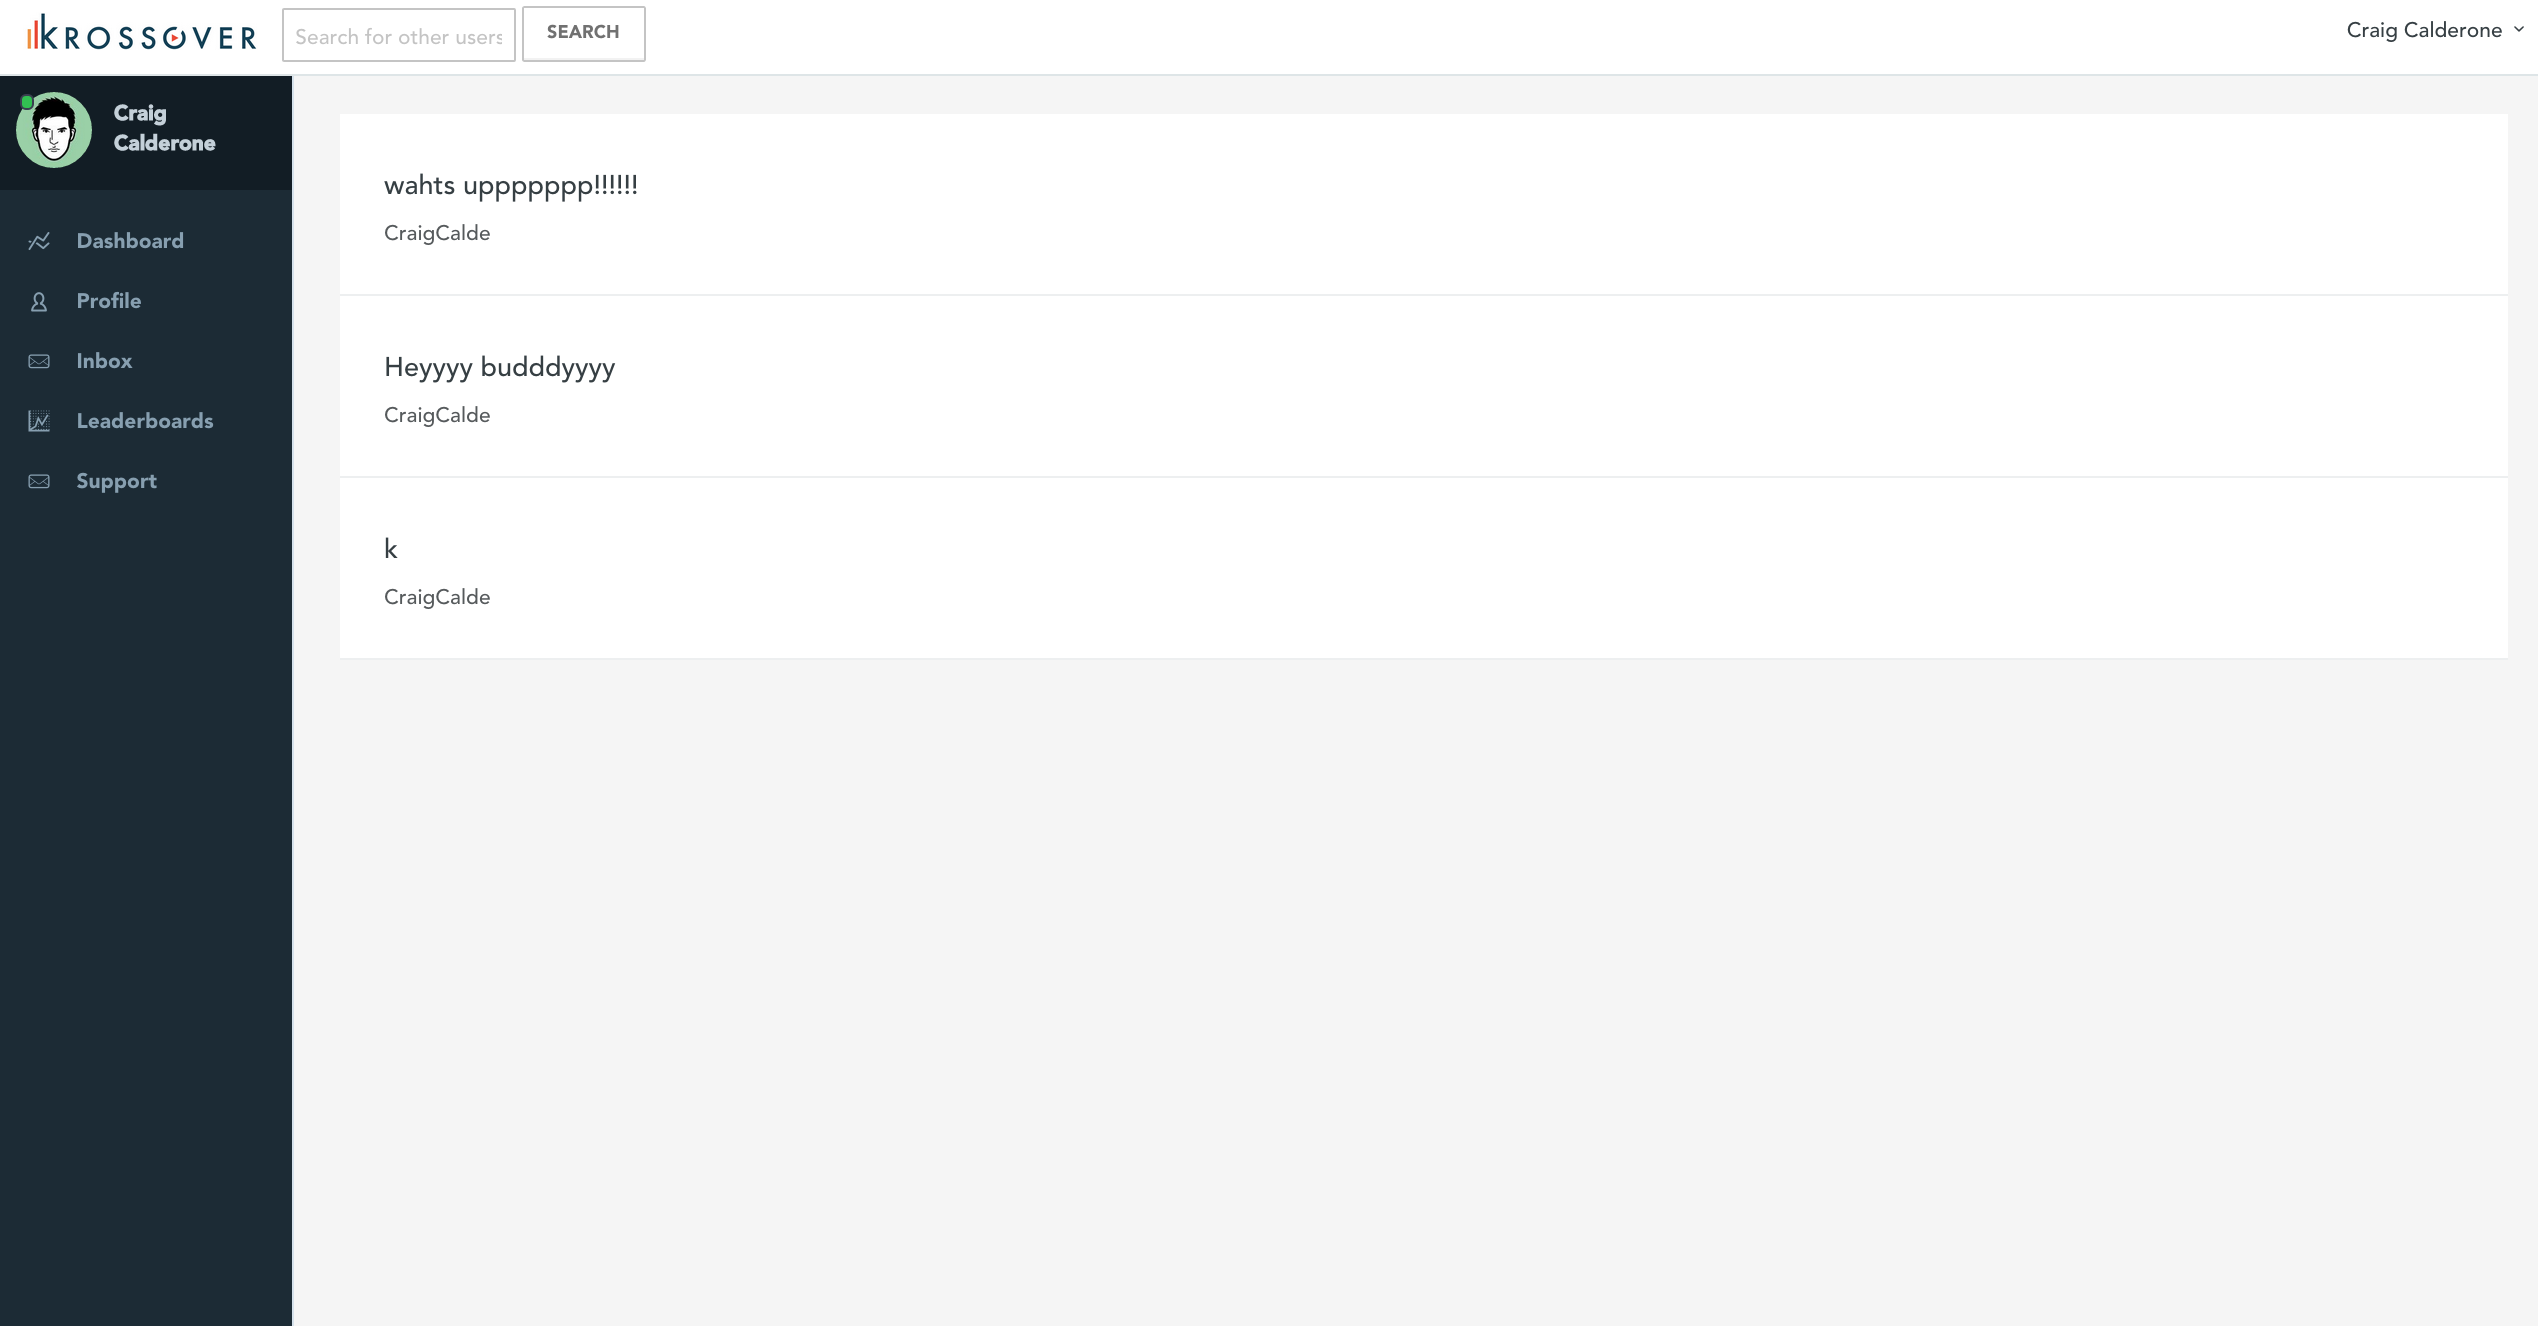 KROSSOVER
Search for other users
SEARCH
Craig Calderone
Craig
Calderone
Dashboard
Profile
Inbox
Leaderboards
Support
wahts uppppppp!!!!!!
CraigCalde
Heyyyy budddyyyy
CraigCalde
k
CraigCalde